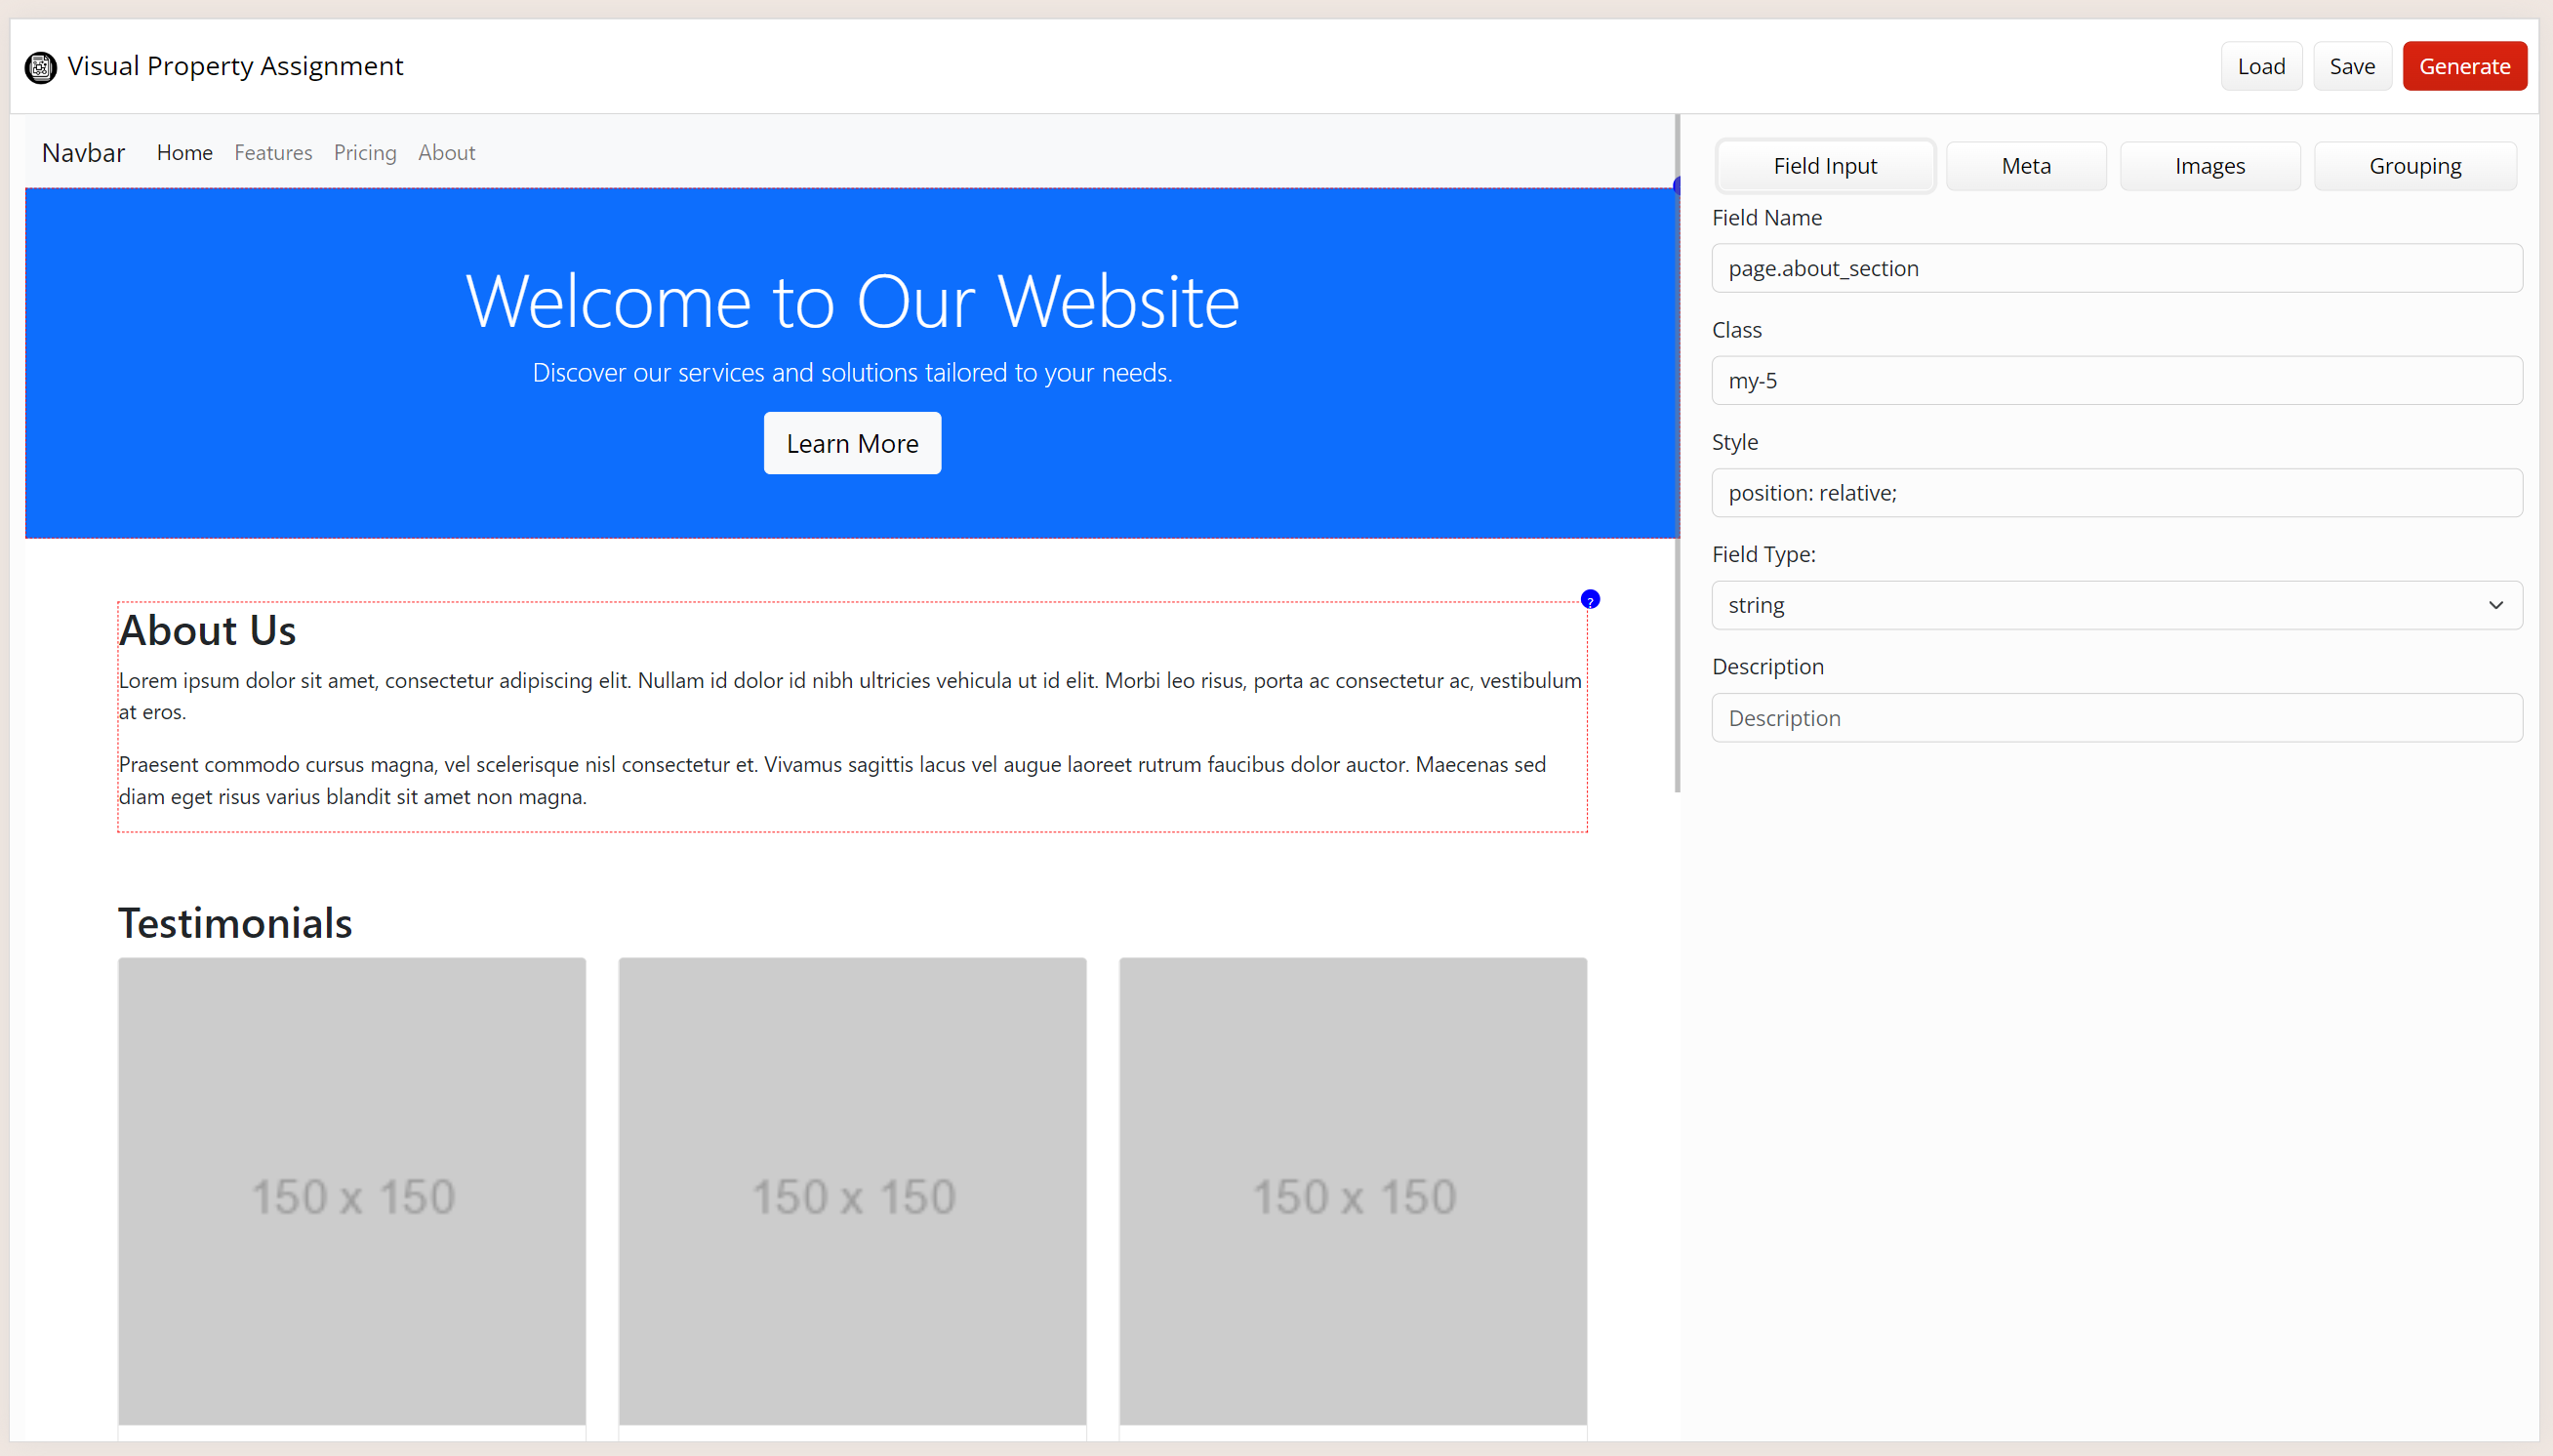 Visual Property Assignment
Load Save Generate
Navbar Home Features Pricing About
Welcome to Our Website
Discover our services and solutions tailored to your needs.
Learn More
?
About Us
Lorem ipsum dolor sit amet, consectetur adipiscing elit. Nullam id dolor id nibh ultricies vehicula ut id elit. Morbi leo risus, porta ac consectetur ac, vestibulum
at eros.
Praesent commodo cursus magna, vel scelerisque nisl consectetur et. Vivamus sagittis lacus vel augue laoreet rutrum faucibus dolor auctor. Maecenas sed
diam eget risus varius blandit sit amet non magna.
Testimonials
150 x 150
150 x 150
150 x 150
Field Input Meta Images Grouping
Field Name
page.about_section
Class
my-5
Style
position: relative;
Field Type:
string
Description
Description